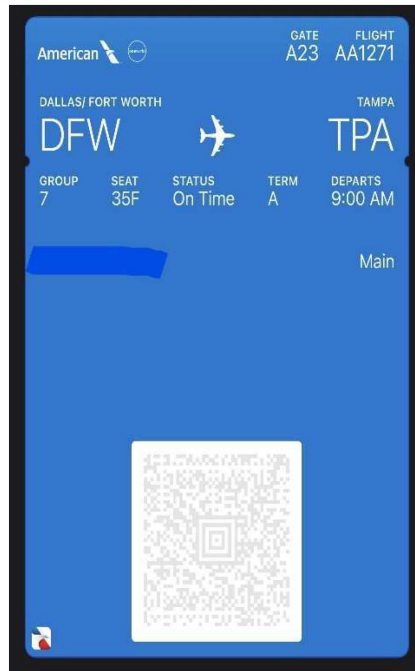 American
GATE FLIGHT
A23 AA1271
DALLAS/ FORT WORTH TAMPA
DFW TPA
GROUP SEAT STATUS TERM DEPARTS
7 35F On Time A 9:00 AM
Main